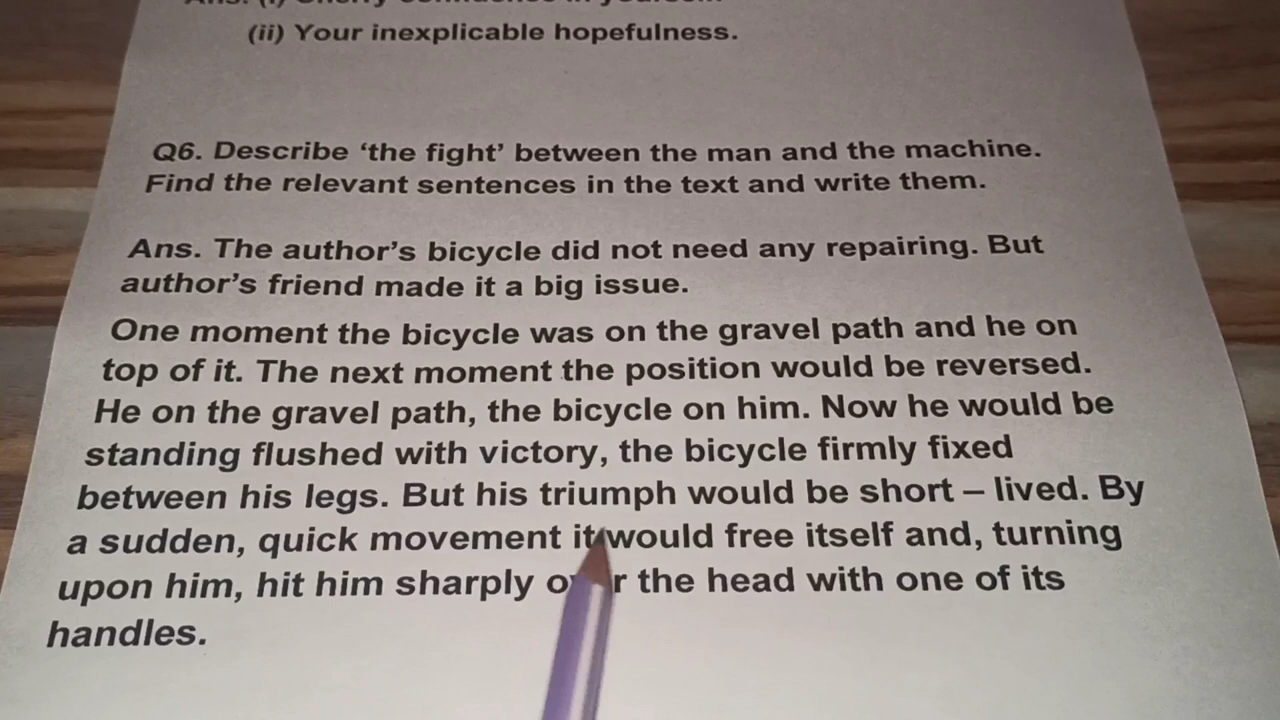 (ii) Your inexplicable hopefulness.
Q6. Describe ‘the fight’ between the man and the machine.
Find the relevant sentences in the text and write them.
Ans. The author’s bicycle did not need any repairing. But
author’s friend made it a big issue.
One moment the bicycle was on the gravel path and he on
top of it. The next moment the position would be reversed.
He on the gravel path, the bicycle on him. Now he would be
standing flushed with victory, the bicycle firmly fixed
between his legs. But his triumph would be short – lived. By
a sudden, quick movement it would free itself and, turning
upon him, hit him sharply over the head with one of its
handles.